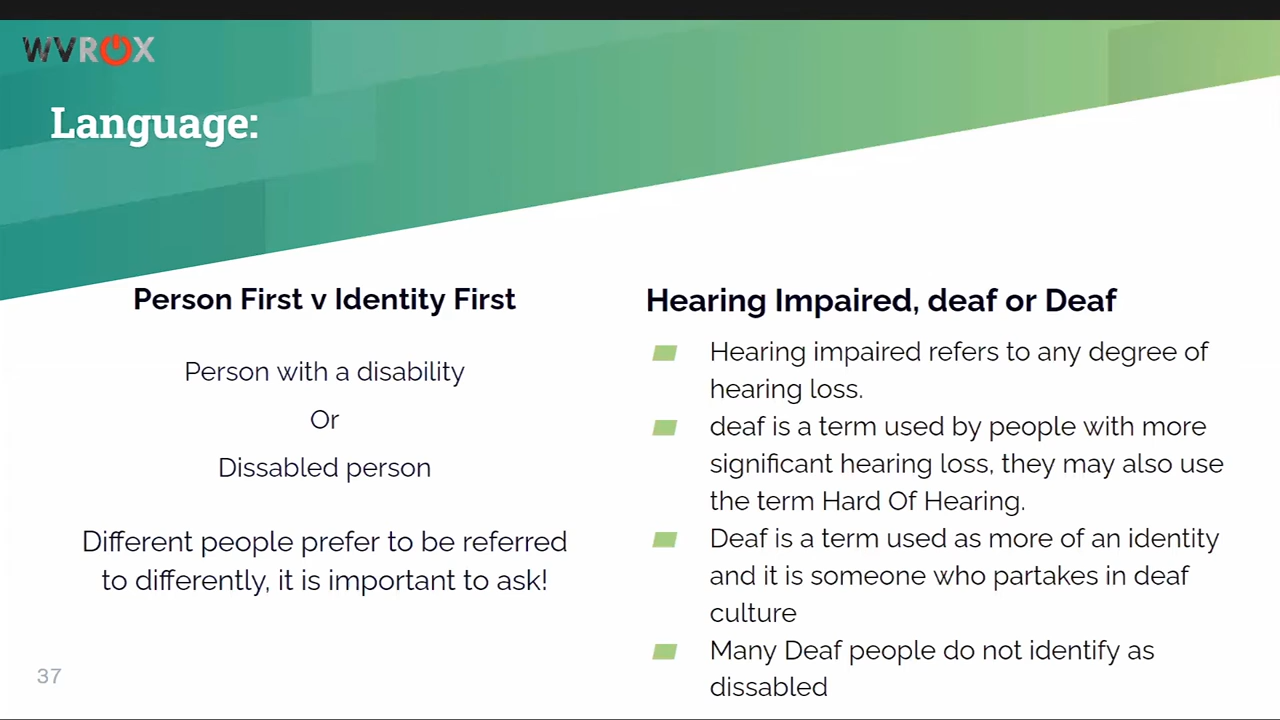 WVROX
Language:
Person First v Identity First
Person with a disability
Or
Dissabled person
Different people prefer to be referred
to differently, it is important to ask!
Hearing Impaired, deaf or Deaf
Hearing impaired refers to any degree of
hearing loss.
deaf is a term used by people with more
significant hearing loss, they may also use
the term Hard Of Hearing.
Deaf is a term used as more of an identity
and it is someone who partakes in deaf
culture
Many Deaf people do not identify as
disabled
37